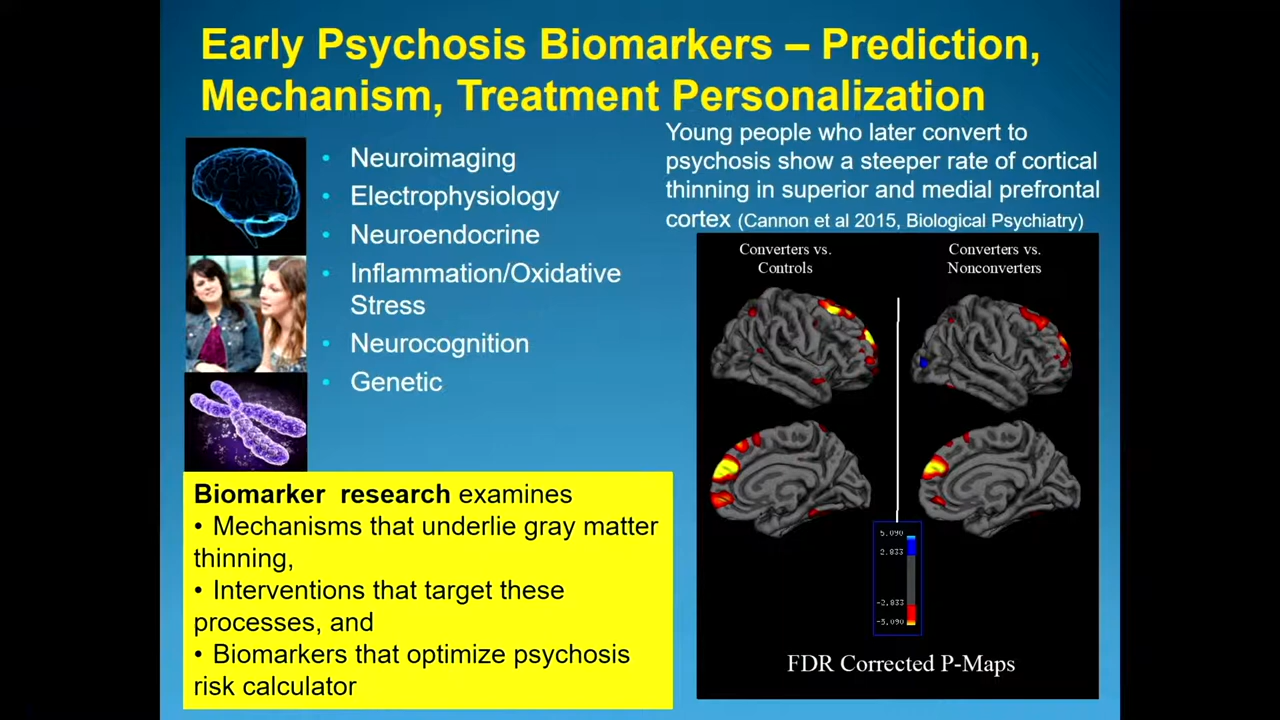 Early Psychosis Biomarkers – Prediction,
Mechanism, Treatment Personalization
• Neuroimaging
• Electrophysiology
• Neuroendocrine
• Inflammation/Oxidative
Stress
• Neurocognition
• Genetic
Biomarker research examines
• Mechanisms that underlie gray matter
thinning,
• Interventions that target these
processes, and
• Biomarkers that optimize psychosis
risk calculator
Young people who later convert to
psychosis show a steeper rate of cortical
thinning in superior and medial prefrontal
cortex (Cannon et al 2015, Biological Psychiatry)
Converters vs.
Controls
Converters vs.
Nonconverters
5.090
2.833
-2.833
-5.090
FDR Corrected P-Maps